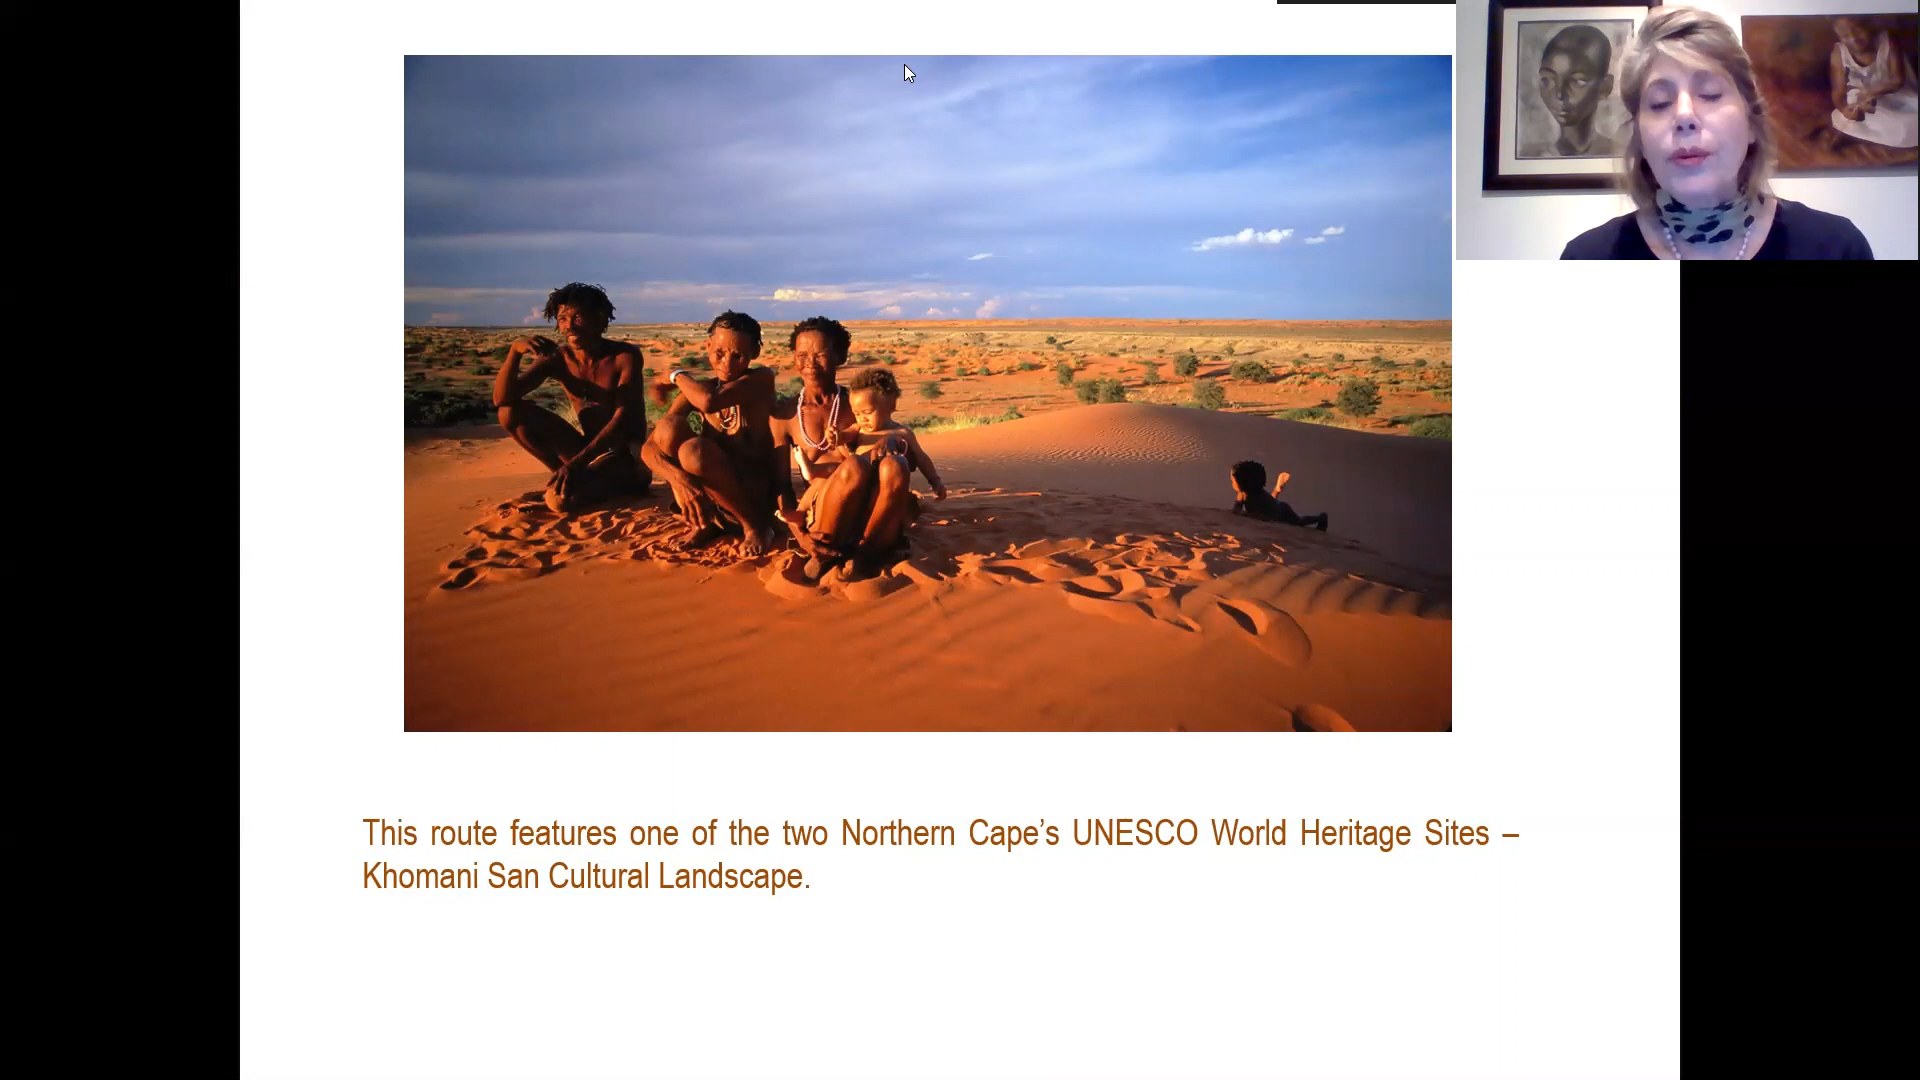 This route features one of the two Northern Cape’s UNESCO World Heritage Sites –
Khomani San Cultural Landscape.